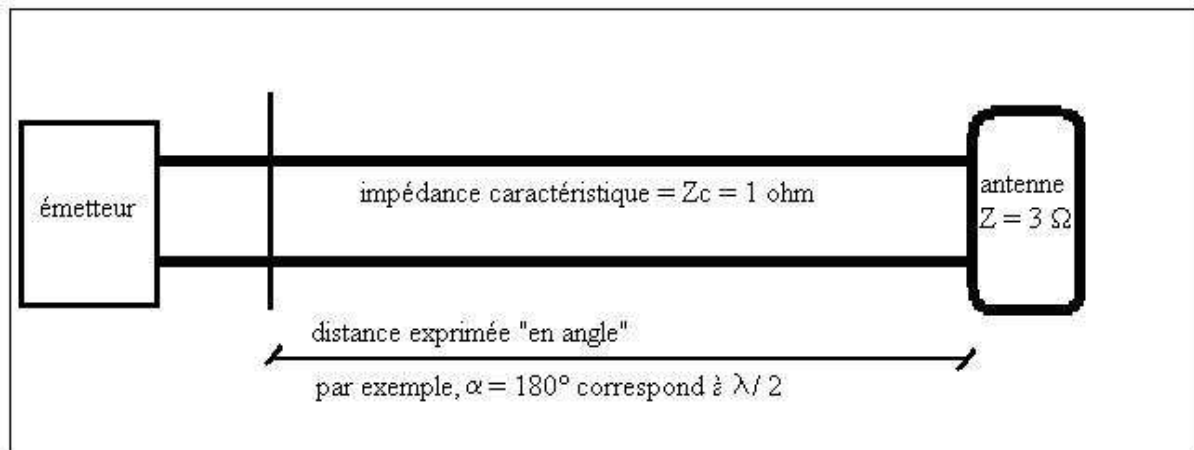 émetteur
impédance caractéristique = Zc = 1 ohm
antenne
Z = 3 Ω
distance exprimée "en angle"
par exemple, α = 180° correspond à λ/ 2